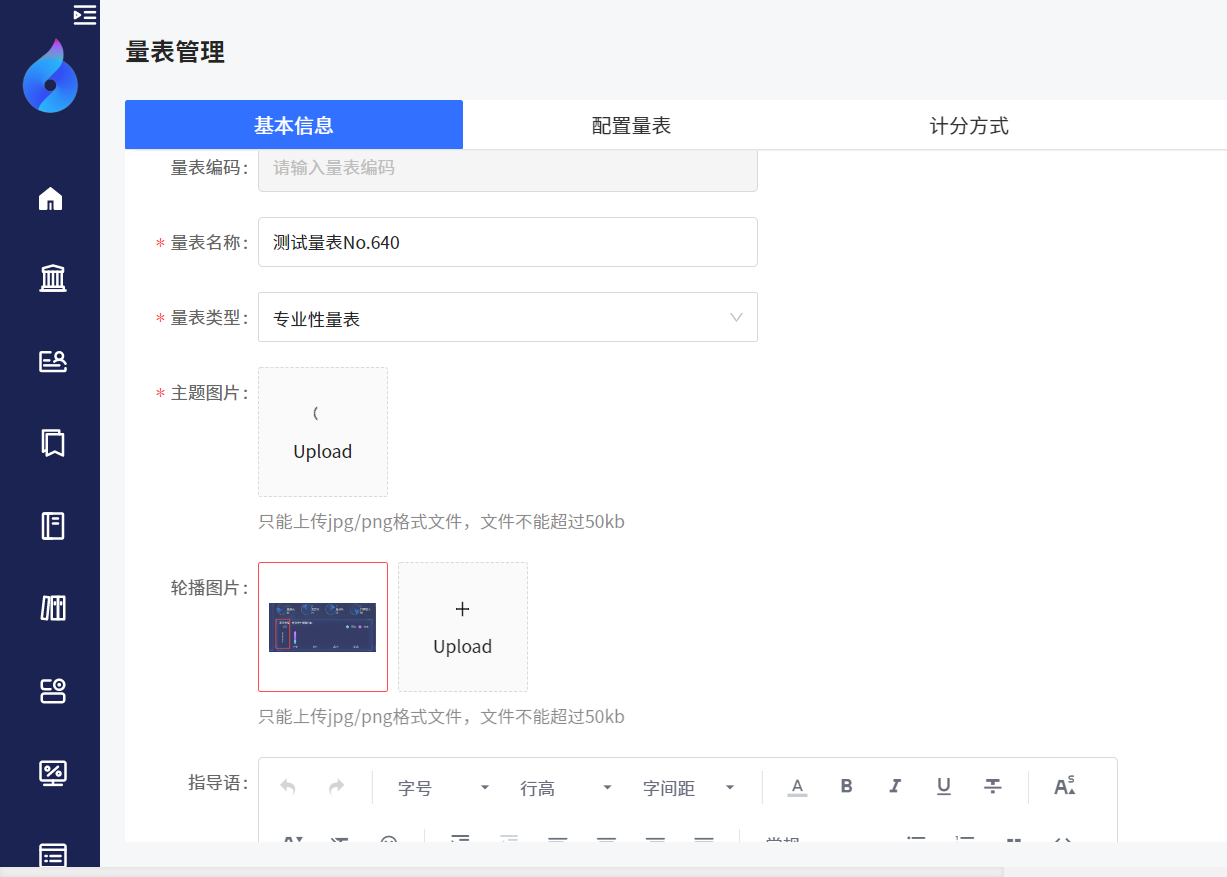 量表管理
基本信息 配置量表 计分方式
量表编码： 请输入量表编码
* 量表名称： 测试量表No.640
* 量表类型： 专业性量表
* 主题图片：
Upload
只能上传jpg/png格式文件，文件不能超过50kb
轮播图片：
Upload
只能上传jpg/png格式文件，文件不能超过50kb
指导语：
字号 行高 字间距 A B I U T A S
常规